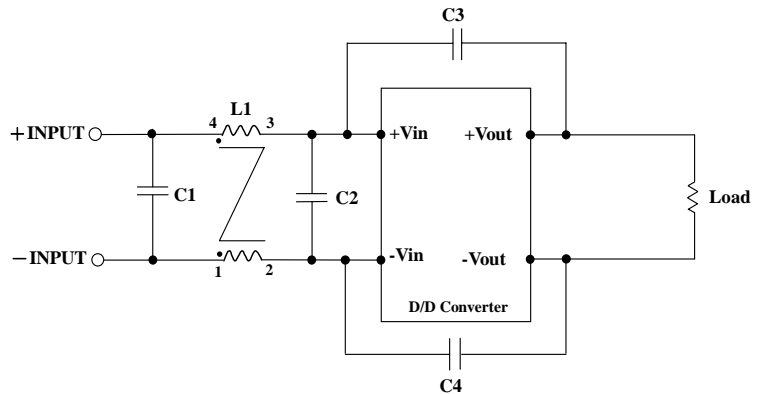 C3
L1
4 3
+INPUT
+Vin
+Vout
C1
C2
Load
−INPUT
-Vin
-Vout
1 2
D/D Converter
C4